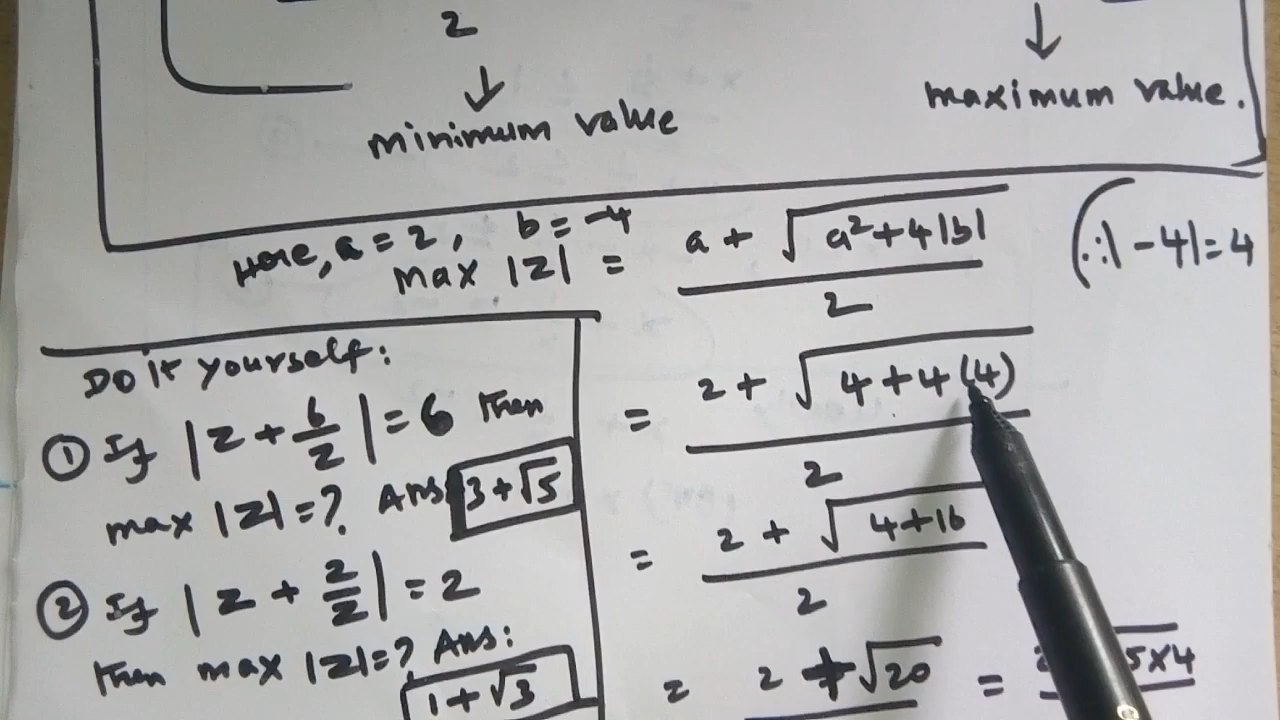 2
↓ ↓
minimum value maximum value.
Here, a = 2, b = -4
max |z| = (a + √(a² + 4|b|)) / 2 (∵ |-4| = 4
= (2 + √(4 + 4(4))) / 2
= (2 + √(4 + 16)) / 2
= 2 + √20 = 5×4
Do it yourself:
① If |z + 6/z| = 6 then
max |z| = ? Ans 3 + √5
② If |z + 2/z| = 2
then max |z| = ? Ans:
1 + √3